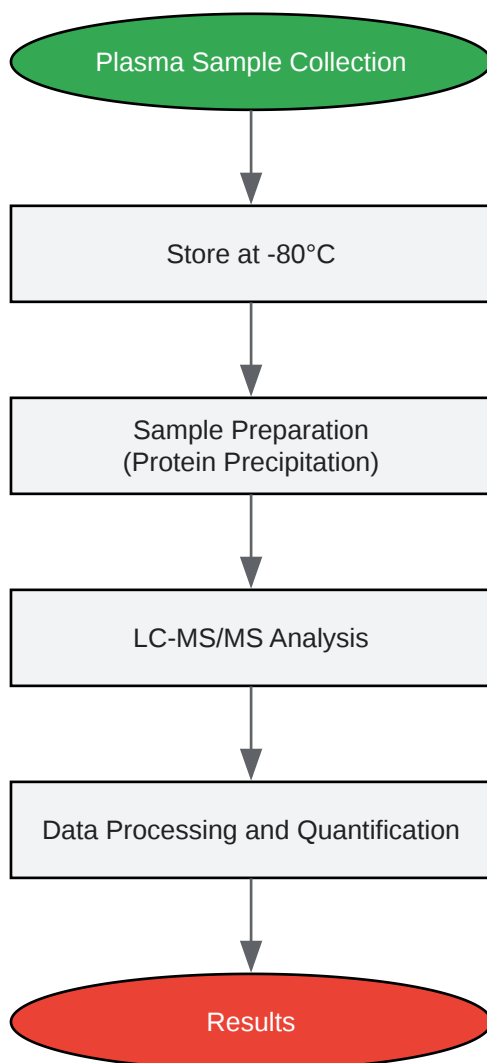 Plasma Sample Collection
Store at -80°C
Sample Preparation
(Protein Precipitation)
LC-MS/MS Analysis
Data Processing and Quantification
Results